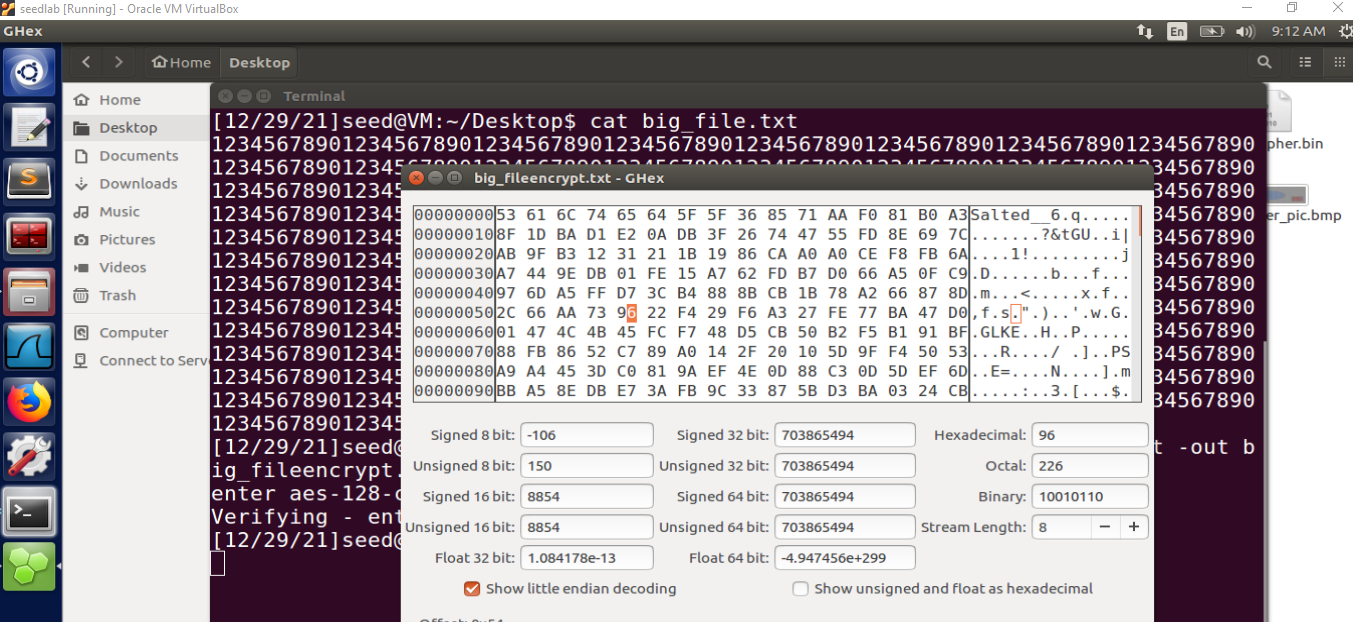 seedlab [Running] - Oracle VM VirtualBox
GHex
En
9:12 AM
Home
Desktop
Home
Desktop
Documents
Downloads
Music
Pictures
Videos
Trash
Computer
Connect to Serv
Terminal
[12/29/21]seed@VM:~/Desktop$ cat big_file.txt
12345678901234567890123456789012345678901234567890123456789012345678901234567890
pher.bin
er_pic.bmp
big_fileencrypt.txt - GHex
00000000 53 61 6C 74 65 64 5F 5F 36 85 71 AA F0 81 B0 A3 Salted__6.q.....
00000010 8F 1D BA D1 E2 0A DB 3F 26 74 47 55 FD 8E 69 7C .......?&tGU..i|
00000020 AB 9F B3 12 31 21 1B 19 86 CA A0 A0 CE F8 FB 6A ....1!.........j
00000030 A7 44 9E DB 01 FE 15 A7 62 FD B7 D0 66 A5 0F C9 .D......b...f...
00000040 97 6D A5 FF D7 3C B4 88 8B CB 1B 78 A2 66 87 8D .m...<.....x.f..
00000050 2C 66 AA 73 96 22 F4 29 F6 A3 27 FE 77 BA 47 D0 ,f.s.".)..'.w.G.
00000060 01 47 4C 4B 45 FC F7 48 D5 CB 50 B2 F5 B1 91 BF .GLKE..H..P.....
00000070 88 FB 86 52 C7 89 A0 14 2F 20 10 5D 9F F4 50 53 ...R..../ .]..PS
00000080 A9 A4 45 3D C0 81 9A EF 4E 0D 88 C3 0D 5D EF 6D ..E=....N....].m
00000090 BB A5 8E DB E7 3A FB 9C 33 87 5B D3 BA 03 24 CB .....:..3.[...$.
Signed 8 bit: -106
Signed 32 bit: 703865494
Hexadecimal: 96
Unsigned 8 bit: 150
Unsigned 32 bit: 703865494
Octal: 226
Signed 16 bit: 8854
Signed 64 bit: 703865494
Binary: 10010110
Unsigned 16 bit: 8854
Unsigned 64 bit: 703865494
Stream Length: 8 − +
Float 32 bit: 1.084178e-13
Float 64 bit: -4.947456e+299
Show little endian decoding
Show unsigned and float as hexadecimal
[12/29/21]seed@
t -out b
ig_fileencrypt.
enter aes-128-c
Verifying - ent
[12/29/21]seed@